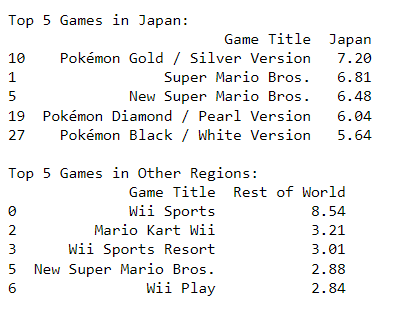 Top 5 Games in Japan:
Game Title Japan
10 Pokémon Gold / Silver Version 7.20
1 Super Mario Bros. 6.81
5 New Super Mario Bros. 6.48
19 Pokémon Diamond / Pearl Version 6.04
27 Pokémon Black / White Version 5.64
Top 5 Games in Other Regions:
Game Title Rest of World
0 Wii Sports 8.54
2 Mario Kart Wii 3.21
3 Wii Sports Resort 3.01
5 New Super Mario Bros. 2.88
6 Wii Play 2.84